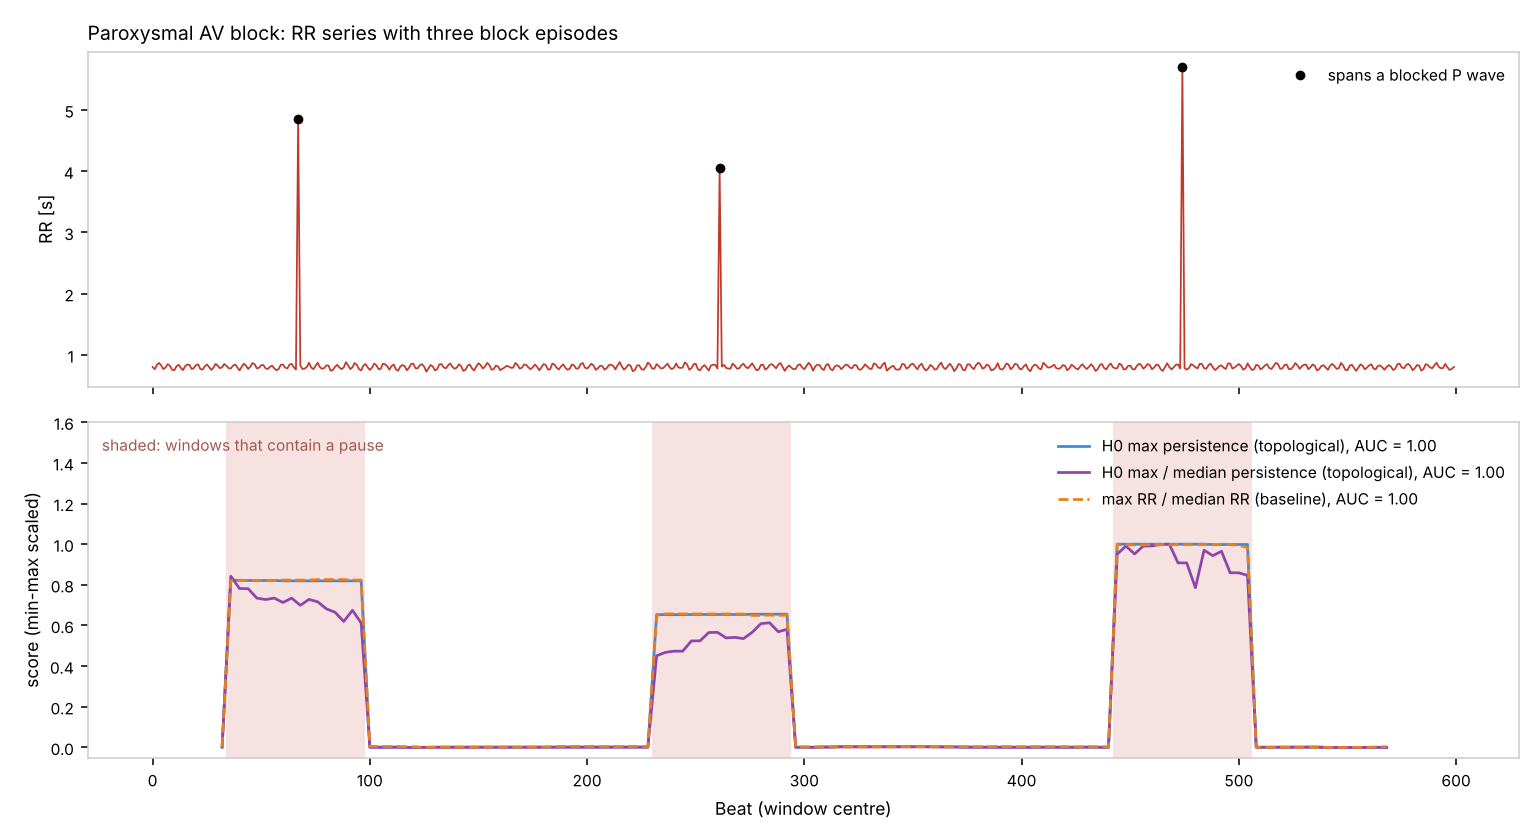 Paroxysmal AV block: RR series with three block episodes
spans a blocked P wave
RR [s]
5
4
3
2
1
shaded: windows that contain a pause
H0 max persistence (topological), AUC = 1.00
H0 max / median persistence (topological), AUC = 1.00
max RR / median RR (baseline), AUC = 1.00
score (min-max scaled)
1.6
1.4
1.2
1.0
0.8
0.6
0.4
0.2
0.0
0 100 200 300 400 500 600
Beat (window centre)